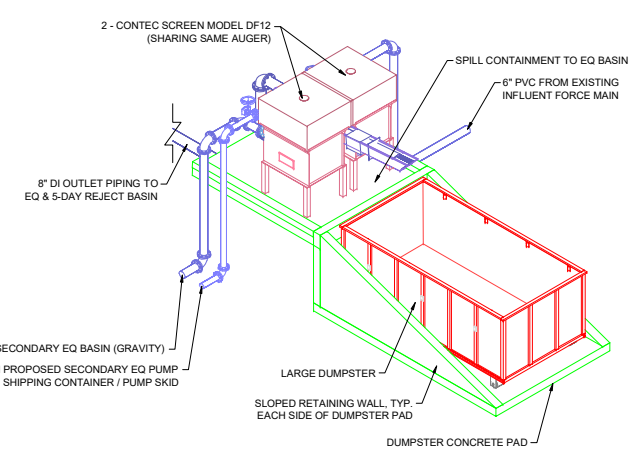 2 - CONTEC SCREEN MODEL DF12
(SHARING SAME AUGER)
SPILL CONTAINMENT TO EQ BASIN
6" PVC FROM EXISTING
INFLUENT FORCE MAIN
8" DI OUTLET PIPING TO
EQ & 5-DAY REJECT BASIN
SECONDARY EQ BASIN (GRAVITY)
PROPOSED SECONDARY EQ PUMP
SHIPPING CONTAINER / PUMP SKID
LARGE DUMPSTER
SLOPED RETAINING WALL, TYP.
EACH SIDE OF DUMPSTER PAD
DUMPSTER CONCRETE PAD